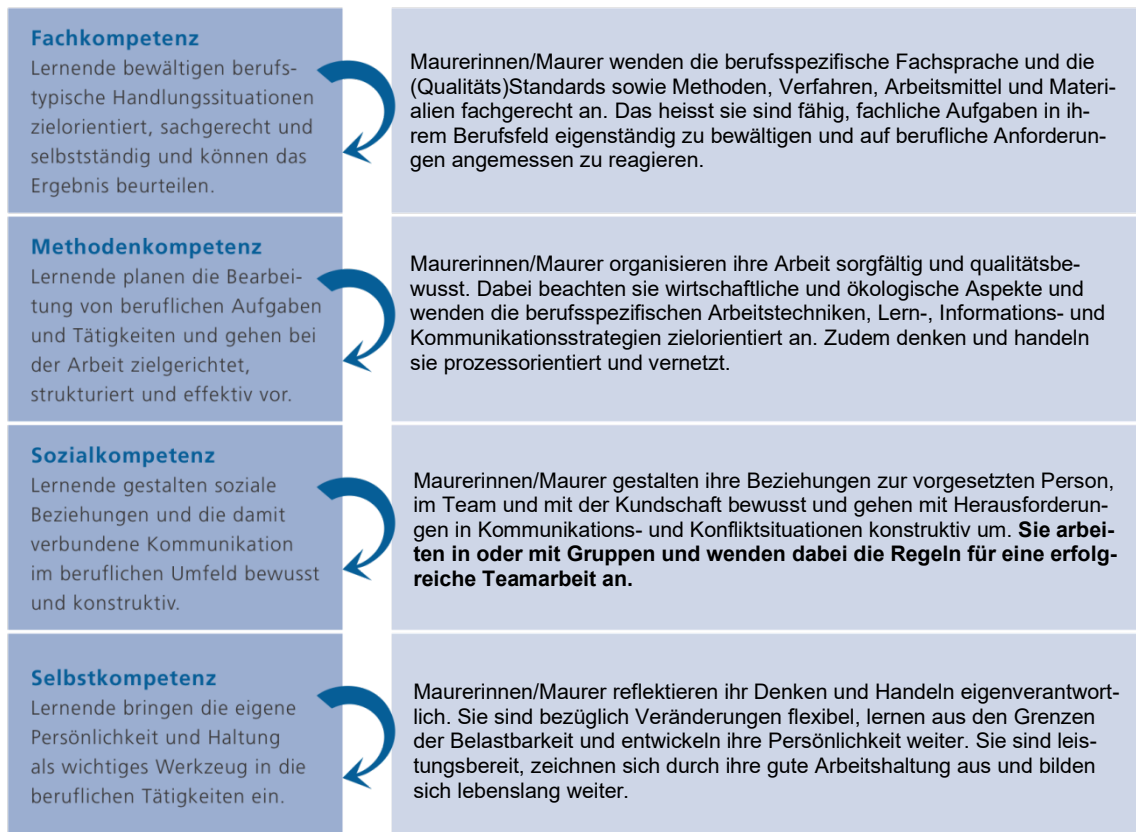 Fachkompetenz
Lernende bewältigen berufs-
typische Handlungssituationen
zielorientiert, sachgerecht und
selbstständig und können das
Ergebnis beurteilen.
Maurerinnen/Maurer wenden die berufsspezifische Fachsprache und die
(Qualitäts)Standards sowie Methoden, Verfahren, Arbeitsmittel und Materi-
alien fachgerecht an. Das heisst sie sind fähig, fachliche Aufgaben in ih-
rem Berufsfeld eigenständig zu bewältigen und auf berufliche Anforderun-
gen angemessen zu reagieren.
Methodenkompetenz
Lernende planen die Bearbei-
tung von beruflichen Aufgaben
und Tätigkeiten und gehen bei
der Arbeit zielgerichtet,
strukturiert und effektiv vor.
Maurerinnen/Maurer organisieren ihre Arbeit sorgfältig und qualitätsbe-
wusst. Dabei beachten sie wirtschaftliche und ökologische Aspekte und
wenden die berufsspezifischen Arbeitstechniken, Lern-, Informations- und
Kommunikationsstrategien zielorientiert an. Zudem denken und handeln
sie prozessorientiert und vernetzt.
Sozialkompetenz
Lernende gestalten soziale
Beziehungen und die damit
verbundene Kommunikation
im beruflichen Umfeld bewusst
und konstruktiv.
Maurerinnen/Maurer gestalten ihre Beziehungen zur vorgesetzten Person,
im Team und mit der Kundschaft bewusst und gehen mit Herausforderun-
gen in Kommunikations- und Konfliktsituationen konstruktiv um. Sie arbei-
ten in oder mit Gruppen und wenden dabei die Regeln für eine erfolg-
reiche Teamarbeit an.
Selbstkompetenz
Lernende bringen die eigene
Persönlichkeit und Haltung
als wichtiges Werkzeug in die
beruflichen Tätigkeiten ein.
Maurerinnen/Maurer reflektieren ihr Denken und Handeln eigenverantwort-
lich. Sie sind bezüglich Veränderungen flexibel, lernen aus den Grenzen
der Belastbarkeit und entwickeln ihre Persönlichkeit weiter. Sie sind leis-
tungsbereit, zeichnen sich durch ihre gute Arbeitshaltung aus und bilden
sich lebenslang weiter.